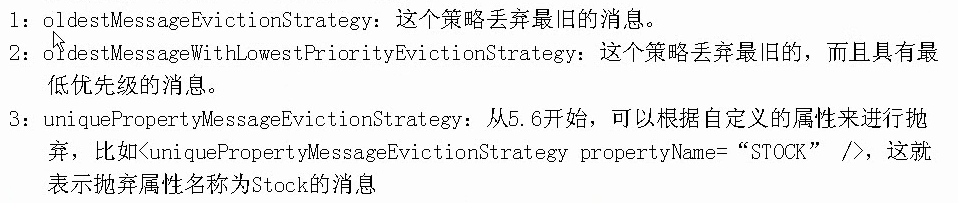 1：oldestMessageEvictionStrategy：这个策略丢弃最旧的消息。
2：oldestMessageWithLowestPriorityEvictionStrategy：这个策略丢弃最旧的，而且具有最
低优先级的消息。
3：uniquePropertyMessageEvictionStrategy：从5.6开始，可以根据自定义的属性来进行抛
弃，比如<uniquePropertyMessageEvictionStrategy propertyName=“STOCK” />，这就
表示抛弃属性名称为Stock的消息